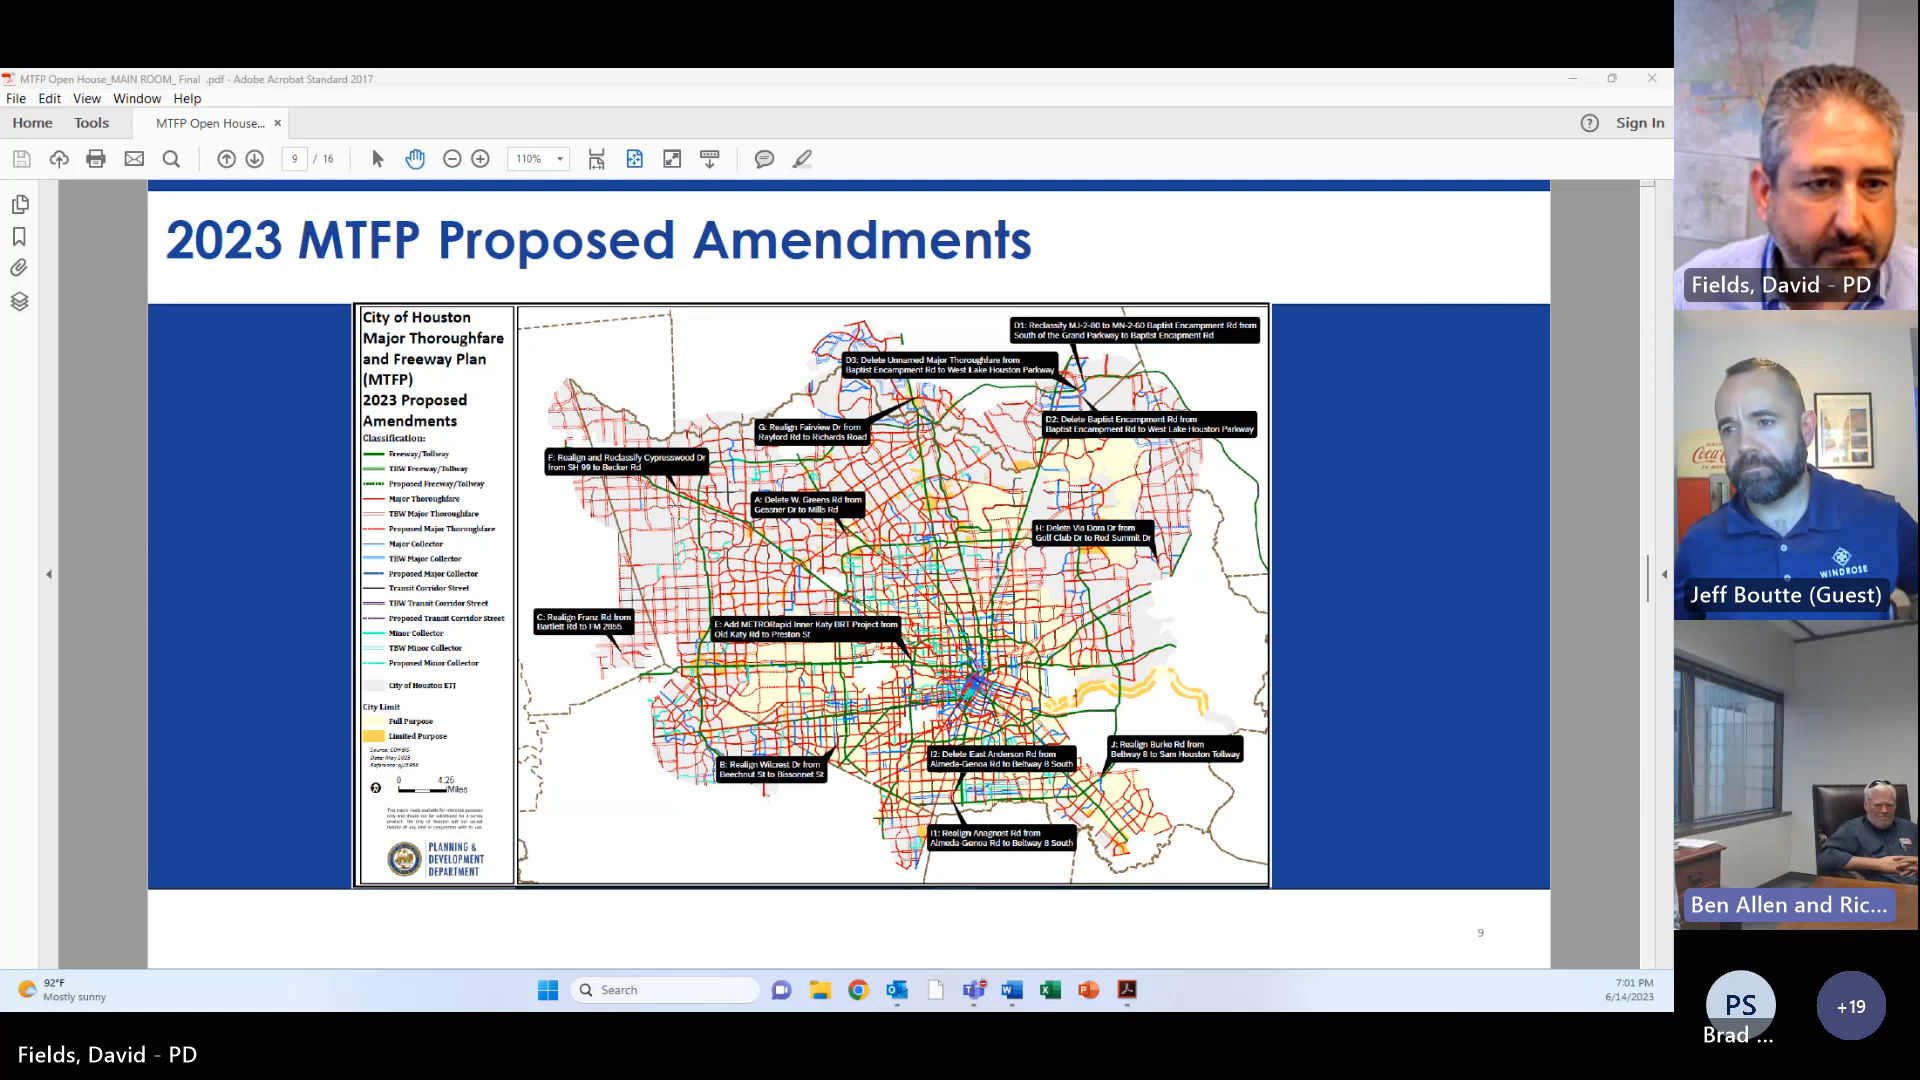 MTFP Open House_MAIN ROOM_ Final .pdf - Adobe Acrobat Standard 2017
File Edit View Window Help
Home Tools MTFP Open House... × Sign In
9 / 16 110%
2023 MTFP Proposed Amendments
City of Houston
Major Thoroughfare
and Freeway Plan
(MTFP)
2023 Proposed
Amendments
Classification:
Freeway/Tollway
TBW Freeway/Tollway
Proposed Freeway/Tollway
Major Thoroughfare
TBW Major Thoroughfare
Proposed Major Thoroughfare
Major Collector
TBW Major Collector
Proposed Major Collector
Transit Corridor Street
TBW Transit Corridor Street
Proposed Transit Corridor Street
Minor Collector
TBW Minor Collector
Proposed Minor Collector
City of Houston ETJ
City Limit
Full Purpose
Limited Purpose
Source: COHGIS
Date: May 2023
0 4.25
Miles
PLANNING &
DEVELOPMENT
DEPARTMENT
D1: Reclassify MJ-2-80 to MN-2-60 Baptist Encampment Rd from
South of the Grand Parkway to Baptist Encapment Rd
D3: Delete Unnamed Major Thoroughfare from
Baptist Encampment Rd to West Lake Houston Parkway
D2: Delete Baptist Encampment Rd from
Baptist Encampment Rd to West Lake Houston Parkway
G: Realign Fairview Dr from
Rayford Rd to Richards Road
F: Realign and Reclassify Cypresswood Dr
from SH 99 to Becker Rd
A: Delete W. Greens Rd from
Gessner Dr to Mills Rd
H: Delete Via Dora Dr from
Golf Club Dr to Red Summit Dr
C: Realign Franz Rd from
Bartlett Rd to FM 2855
E: Add METRORapid Inner Katy BRT Project from
Old Katy Rd to Preston St
B: Realign Wilcrest Dr from
Beechnut St to Bissonnet St
I2: Delete East Anderson Rd from
Almeda-Genoa Rd to Beltway 8 South
J: Realign Burke Rd from
Beltway 8 to Sam Houston Tollway
I1: Realign Anagnost Rd from
Almeda-Genoa Rd to Beltway 8 South
9
92°F
Mostly sunny
Search
7:01 PM
6/14/2023
Fields, David - PD
Fields, David - PD
Coca
WINDROSE
Jeff Boutte (Guest)
Ben Allen and Ric...
PS
Brad ...
+19